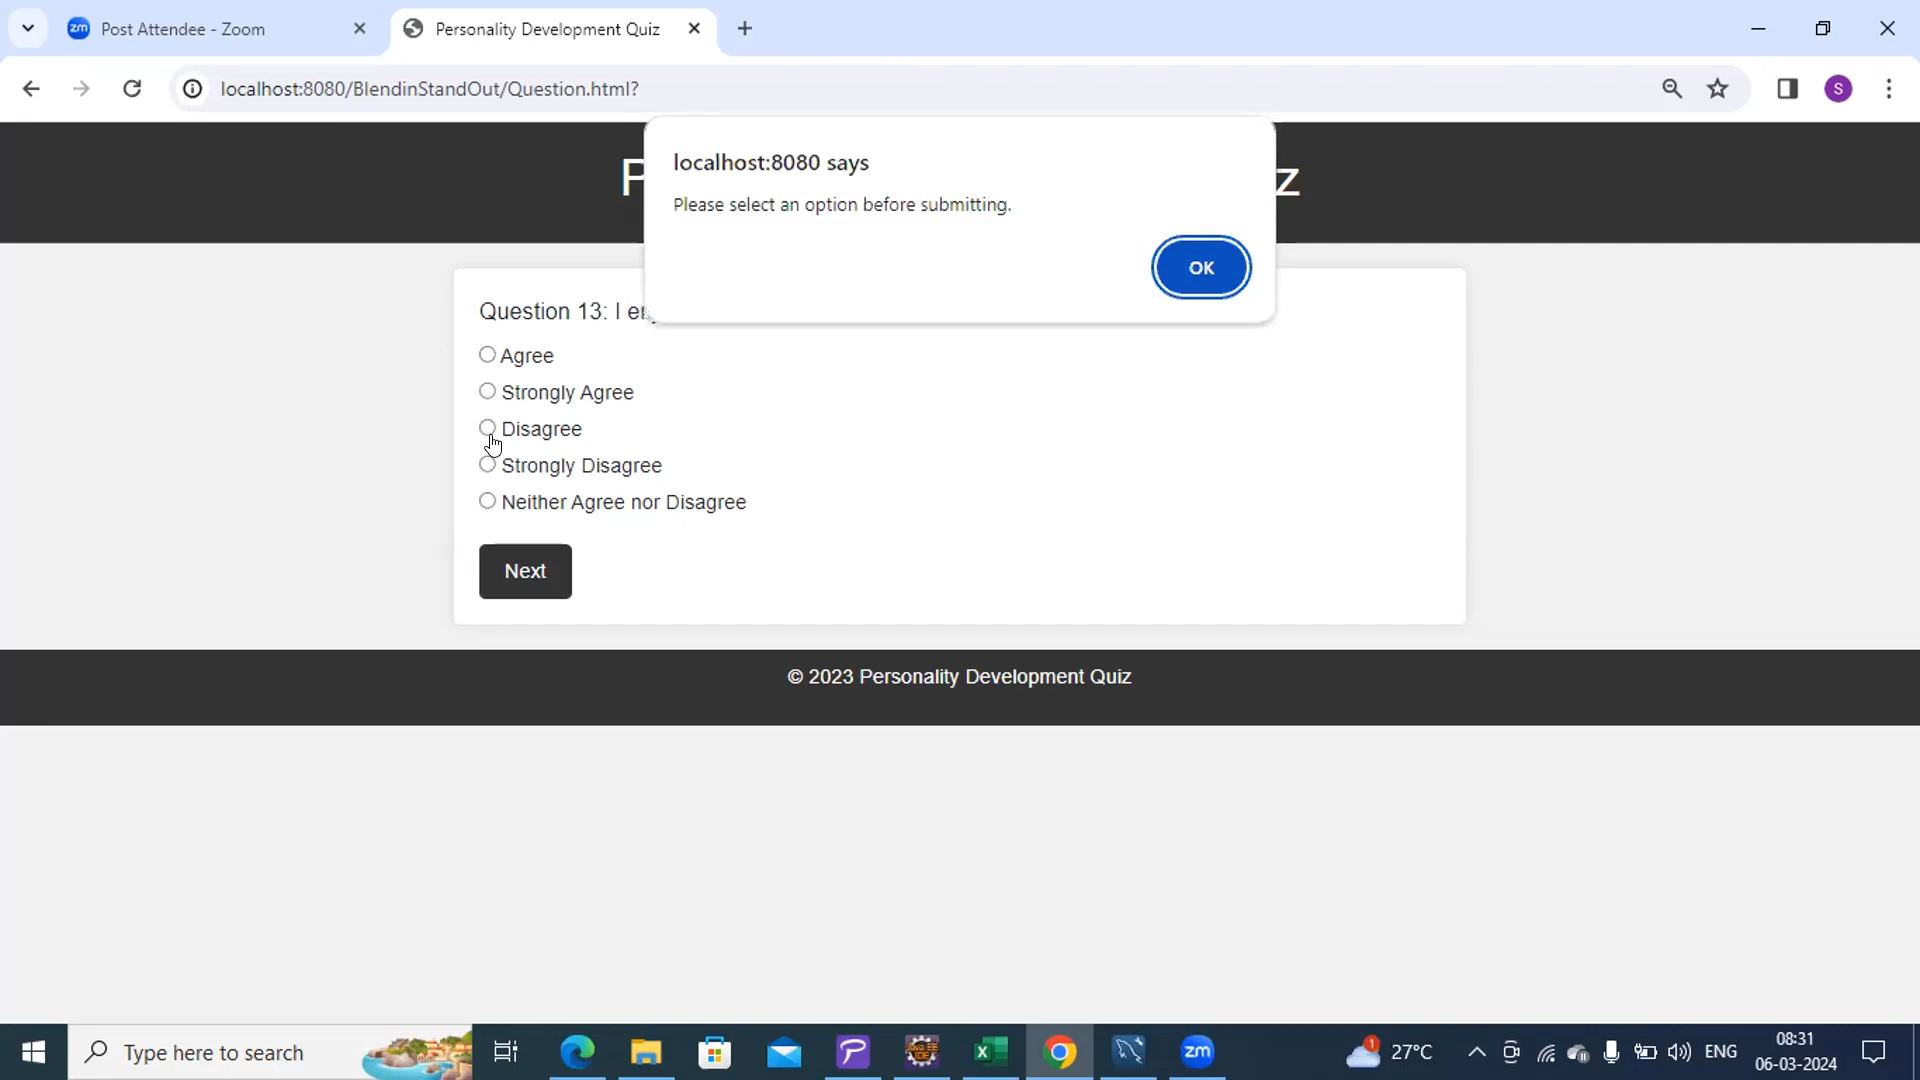 Post Attendee - Zoom
Personality Development Quiz
localhost:8080/BlendinStandOut/Question.html?
S
localhost:8080 says
Please select an option before submitting.
OK
P
z
Question 13: I
Agree
Strongly Agree
Disagree
Strongly Disagree
Neither Agree nor Disagree
Next
© 2023 Personality Development Quiz
Type here to search
zm
27°C
ENG
08:31
06-03-2024